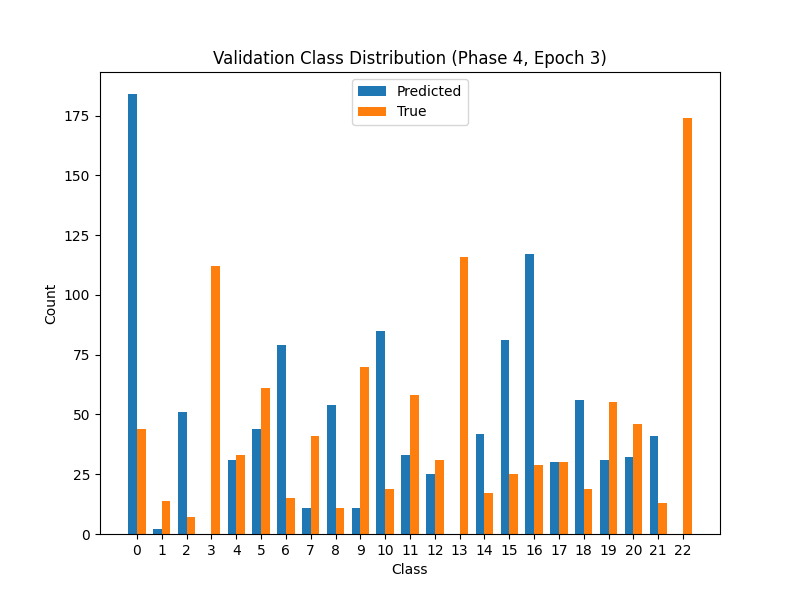 Validation Class Distribution (Phase 4, Epoch 3)
Predicted
True
175
150
125
100
75
50
25
0
Count
0 1 2 3 4 5 6 7 8 9 10 11 12 13 14 15 16 17 18 19 20 21 22
Class